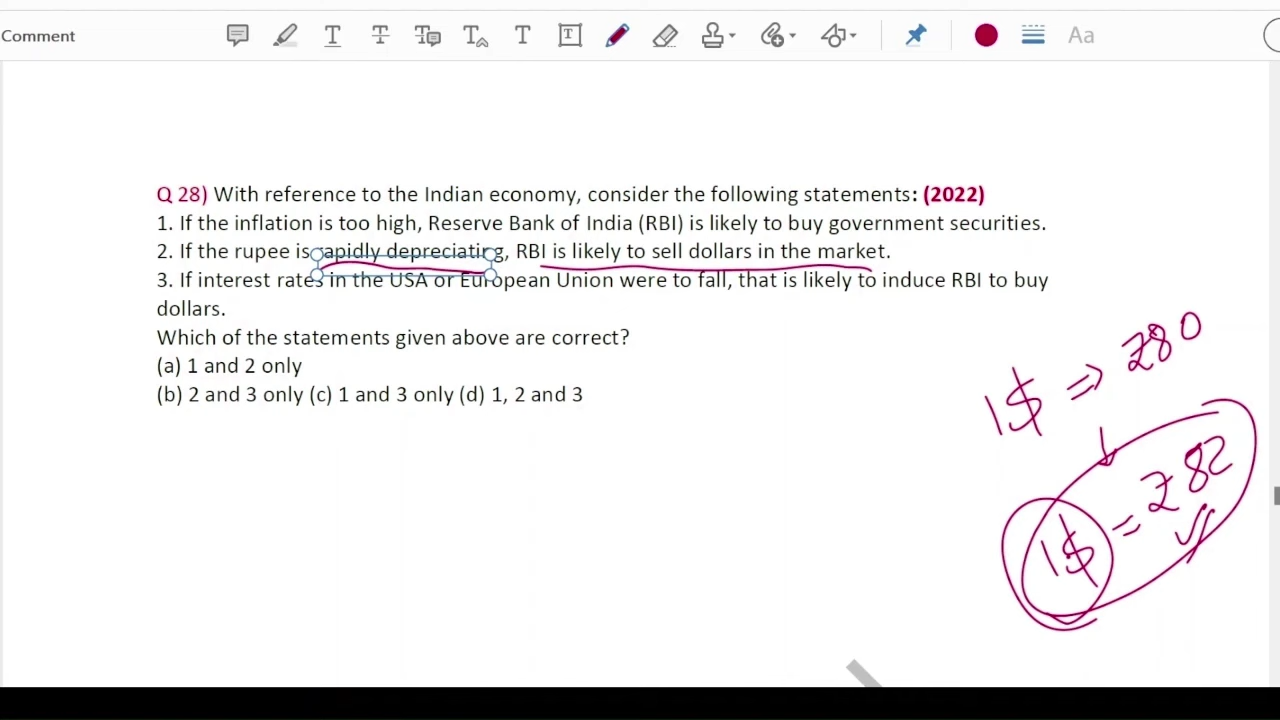 Comment
Aa
Q 28) With reference to the Indian economy, consider the following statements: (2022)
1. If the inflation is too high, Reserve Bank of India (RBI) is likely to buy government securities.
2. If the rupee is rapidly depreciating, RBI is likely to sell dollars in the market.
3. If interest rates in the USA or European Union were to fall, that is likely to induce RBI to buy
dollars.
Which of the statements given above are correct?
(a) 1 and 2 only
(b) 2 and 3 only (c) 1 and 3 only (d) 1, 2 and 3
1$ ⇒ ₹80
1$ = ₹82